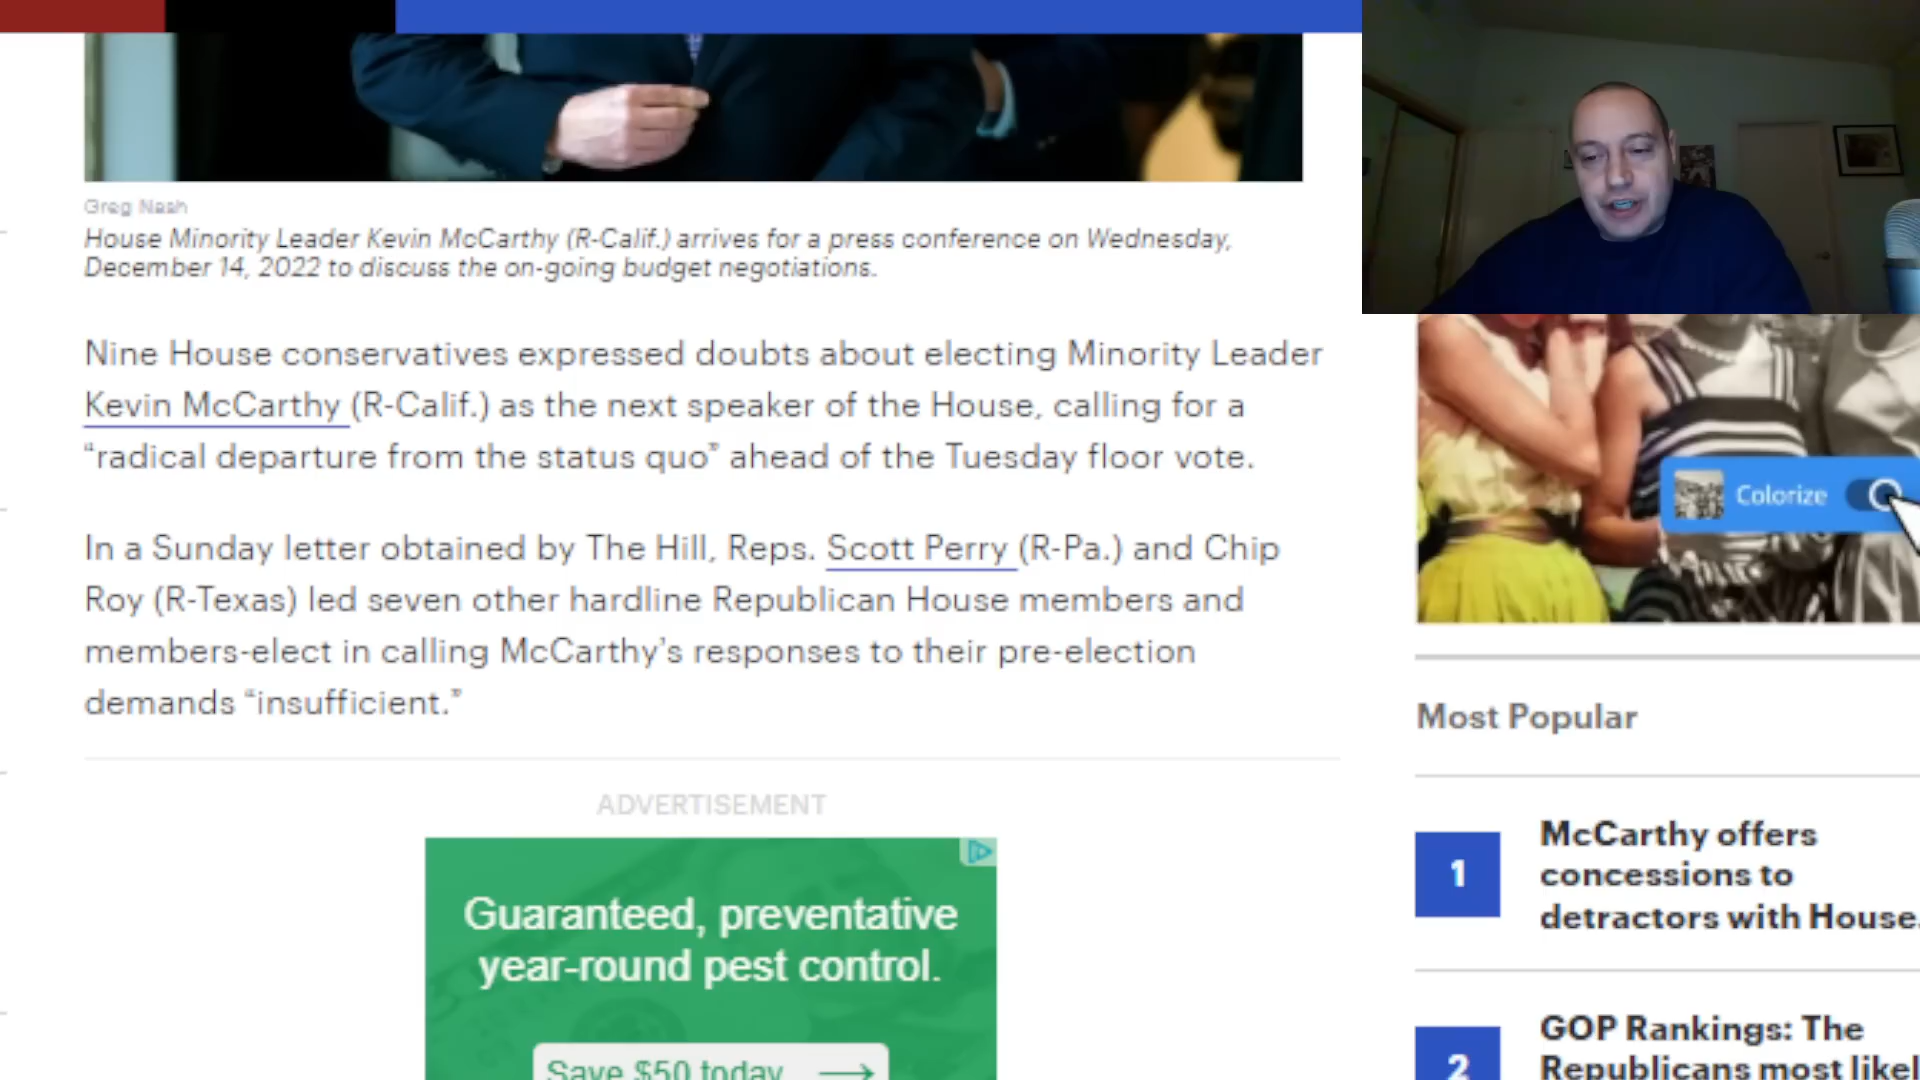 Greg Nash
House Minority Leader Kevin McCarthy (R-Calif.) arrives for a press conference on Wednesday,
December 14, 2022 to discuss the on-going budget negotiations.
Nine House conservatives expressed doubts about electing Minority Leader
Kevin McCarthy (R-Calif.) as the next speaker of the House, calling for a
“radical departure from the status quo” ahead of the Tuesday floor vote.
In a Sunday letter obtained by The Hill, Reps. Scott Perry (R-Pa.) and Chip
Roy (R-Texas) led seven other hardline Republican House members and
members-elect in calling McCarthy’s responses to their pre-election
demands “insufficient.”
ADVERTISEMENT
Guaranteed, preventative
year-round pest control.
Save $50 today
Colorize
Most Popular
1
McCarthy offers
concessions to
detractors with House
2
GOP Rankings: The
Republicans most likel